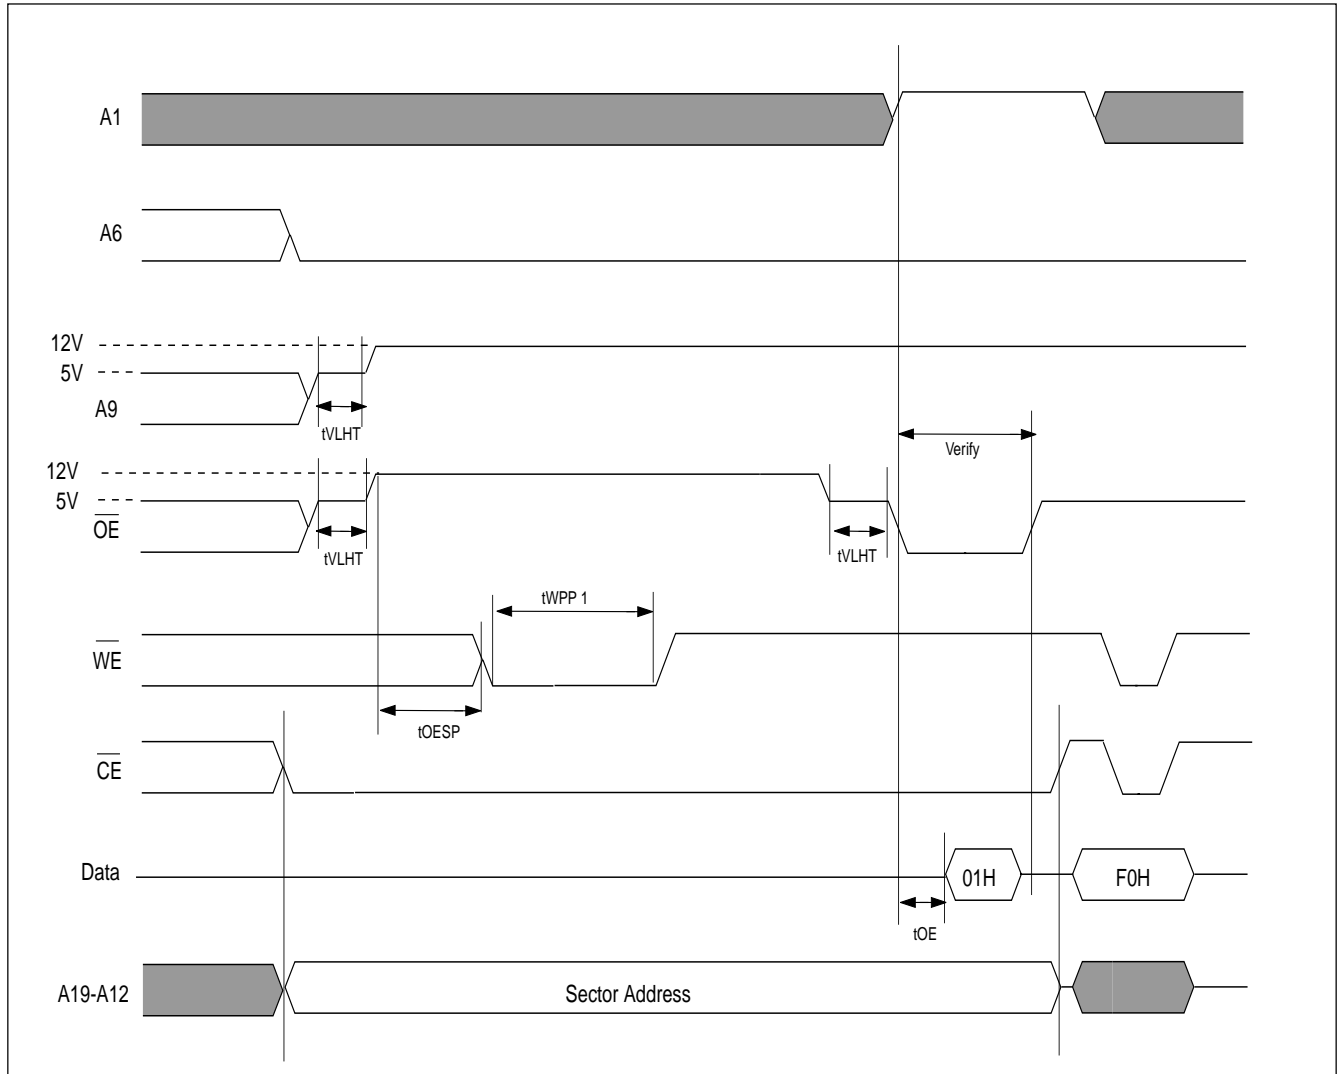 A1
A6
12V
5V
A9
tVLHT
Verify
12V
5V
OE
tVLHT
tVLHT
tWPP 1
WE
tOESP
CE
Data
01H
F0H
tOE
A19-A12
Sector Address